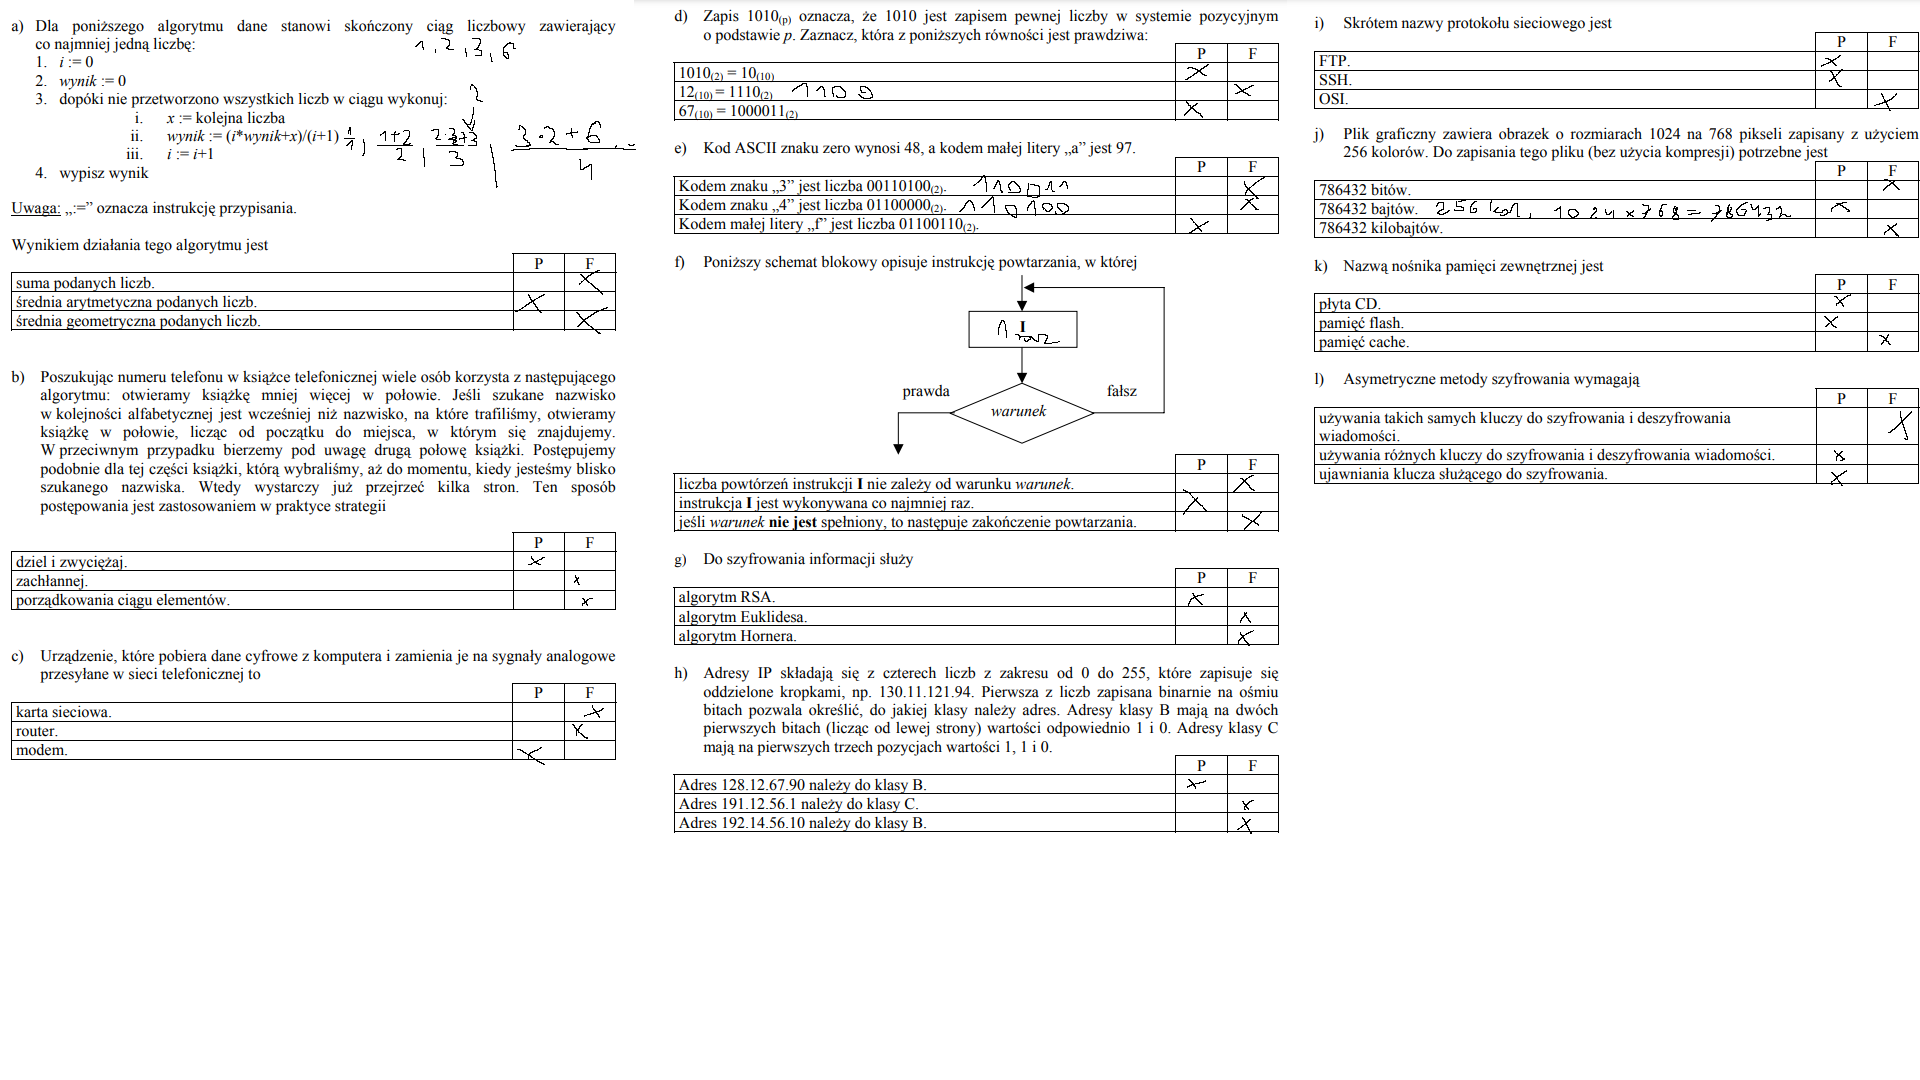 a) Dla poniższego algorytmu dane stanowi skończony ciąg liczbowy zawierający
co najmniej jedną liczbę: 1, 2, 3, 6
1. i := 0
2. wynik := 0
3. dopóki nie przetworzono wszystkich liczb w ciągu wykonuj: 2
i. x := kolejna liczba
ii. wynik := (i*wynik+x)/(i+1) 1/1, 1+2/2, 3·2+6/4
iii. i := i+1
4. wypisz wynik
Uwaga: „:=” oznacza instrukcję przypisania.
Wynikiem działania tego algorytmu jest
P F
suma podanych liczb. X
średnia arytmetyczna podanych liczb. X
średnia geometryczna podanych liczb. X
b) Poszukując numeru telefonu w książce telefonicznej wiele osób korzysta z następującego
algorytmu: otwieramy książkę mniej więcej w połowie. Jeśli szukane nazwisko
w kolejności alfabetycznej jest wcześniej niż nazwisko, na które trafiliśmy, otwieramy
książkę w połowie, licząc od początku do miejsca, w którym się znajdujemy.
W przeciwnym przypadku bierzemy pod uwagę drugą połowę książki. Postępujemy
podobnie dla tej części książki, którą wybraliśmy, aż do momentu, kiedy jesteśmy blisko
szukanego nazwiska. Wtedy wystarczy już przejrzeć kilka stron. Ten sposób
postępowania jest zastosowaniem w praktyce strategii
P F
dziel i zwyciężaj. X
zachłannej. X
porządkowania ciągu elementów. X
c) Urządzenie, które pobiera dane cyfrowe z komputera i zamienia je na sygnały analogowe
przesyłane w sieci telefonicznej to
P F
karta sieciowa. X
router. X
modem. X
d) Zapis 1010(p) oznacza, że 1010 jest zapisem pewnej liczby w systemie pozycyjnym
o podstawie p. Zaznacz, która z poniższych równości jest prawdziwa:
P F
1010(2) = 10(10) X
12(10) = 1110(2) 1100 X
67(10) = 1000011(2) X
e) Kod ASCII znaku zero wynosi 48, a kodem małej litery „a” jest 97.
P F
Kodem znaku „3” jest liczba 00110100(2). 110011 X
Kodem znaku „4” jest liczba 01100000(2). 110100 X
Kodem małej litery „f” jest liczba 01100110(2). X
f) Poniższy schemat blokowy opisuje instrukcję powtarzania, w której
I
1 raz
prawda fałsz
warunek
P F
liczba powtórzeń instrukcji I nie zależy od warunku warunek. X
instrukcja I jest wykonywana co najmniej raz. X
jeśli warunek nie jest spełniony, to następuje zakończenie powtarzania. X
g) Do szyfrowania informacji służy
P F
algorytm RSA. X
algorytm Euklidesa. X
algorytm Hornera. X
h) Adresy IP składają się z czterech liczb z zakresu od 0 do 255, które zapisuje się
oddzielone kropkami, np. 130.11.121.94. Pierwsza z liczb zapisana binarnie na ośmiu
bitach pozwala określić, do jakiej klasy należy adres. Adresy klasy B mają na dwóch
pierwszych bitach (licząc od lewej strony) wartości odpowiednio 1 i 0. Adresy klasy C
mają na pierwszych trzech pozycjach wartości 1, 1 i 0.
P F
Adres 128.12.67.90 należy do klasy B. X
Adres 191.12.56.1 należy do klasy C. X
Adres 192.14.56.10 należy do klasy B. X
i) Skrótem nazwy protokołu sieciowego jest
P F
FTP. X
SSH. X
OSI. X
j) Plik graficzny zawiera obrazek o rozmiarach 1024 na 768 pikseli zapisany z użyciem
256 kolorów. Do zapisania tego pliku (bez użycia kompresji) potrzebne jest
P F
786432 bitów. X
786432 bajtów. 256 kol, 1024 x 768 = 786432 X
786432 kilobajtów. X
k) Nazwą nośnika pamięci zewnętrznej jest
P F
płyta CD. X
pamięć flash. X
pamięć cache. X
l) Asymetryczne metody szyfrowania wymagają
P F
używania takich samych kluczy do szyfrowania i deszyfrowania
wiadomości. X
używania różnych kluczy do szyfrowania i deszyfrowania wiadomości. X
ujawniania klucza służącego do szyfrowania. X